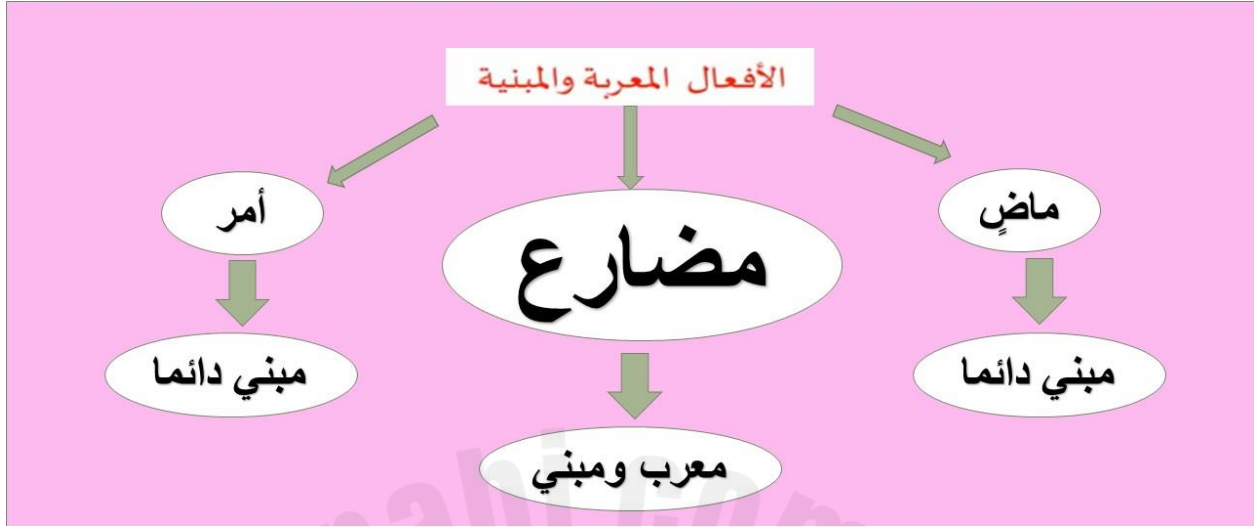 الأفعال المعربة والمبنية
ماضٍ
مضارع
أمر
مبني دائما
مبني دائما
معرب ومبني